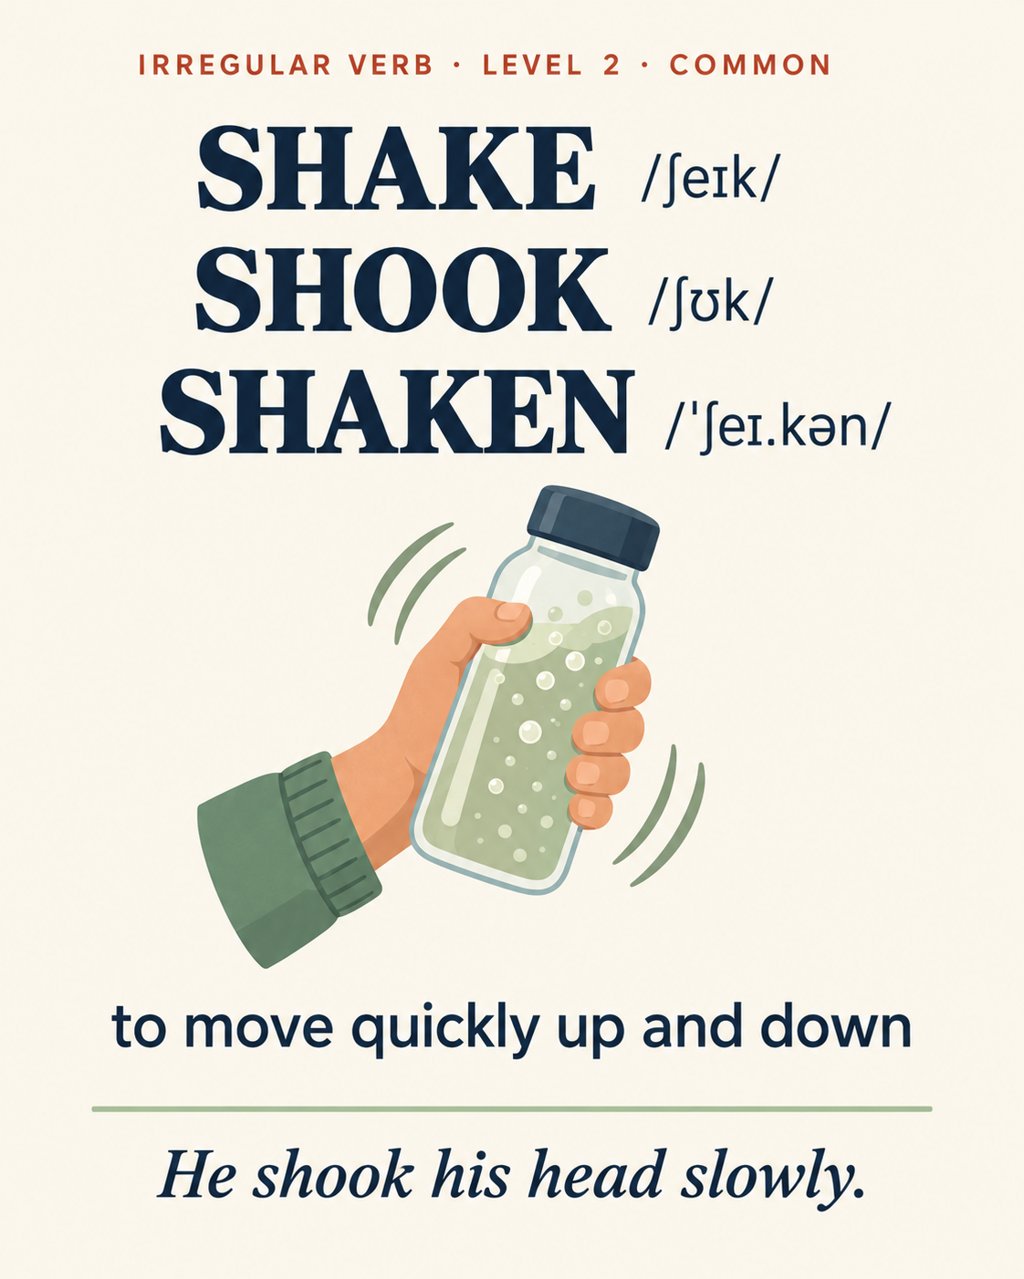 IRREGULAR VERB · LEVEL 2 · COMMON
SHAKE /ʃeɪk/
SHOOK /ʃʊk/
SHAKEN /ˈʃeɪ.kən/
to move quickly up and down
He shook his head slowly.